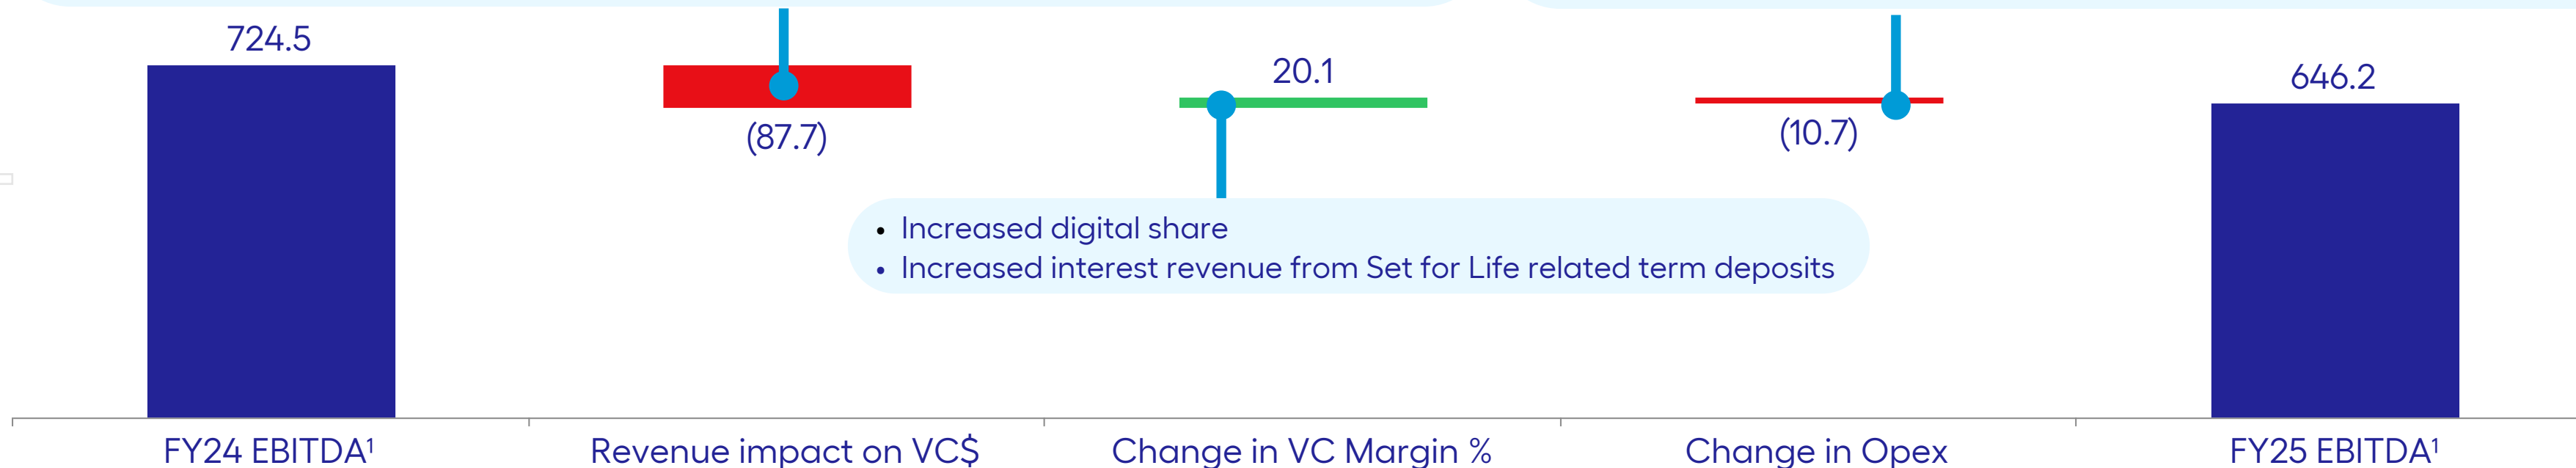 724.5
(87.7)
20.1
(10.7)
646.2
• Increased digital share
• Increased interest revenue from Set for Life related term deposits
FY24 EBITDA¹
Revenue impact on VC$
Change in VC Margin %
Change in Opex
FY25 EBITDA¹